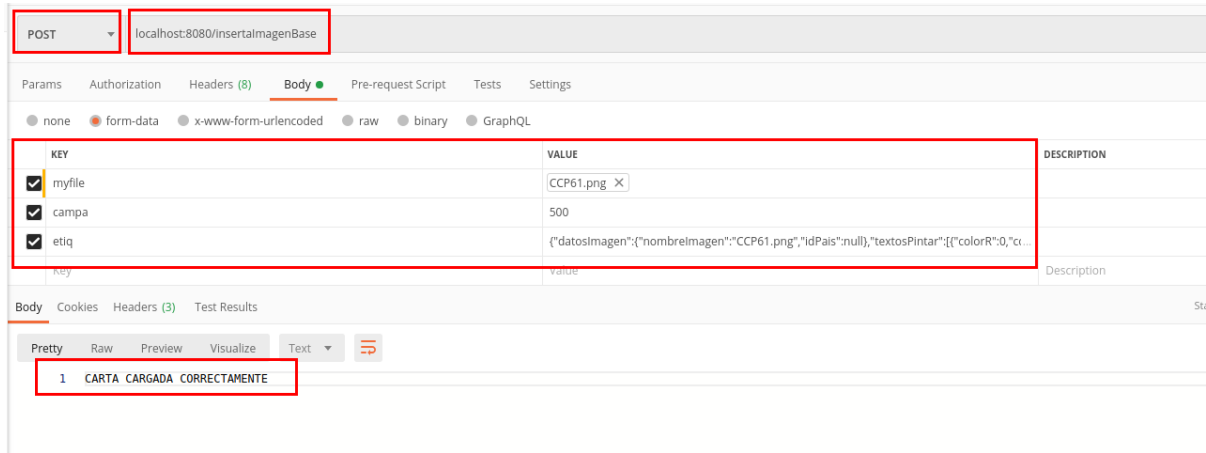 POST localhost:8080/insertaImagenBase
Params Authorization Headers (8) Body Pre-request Script Tests Settings
none form-data x-www-form-urlencoded raw binary GraphQL
KEY VALUE DESCRIPTION
myfile CCP61.png
campa 500
etiq {"datosImagen":{"nombreImagen":"CCP61.png","idPais":null},"textosPintar":[{"colorR":0,"c...
Key Value Description
Body Cookies Headers (3) Test Results
Pretty Raw Preview Visualize Text
1 CARTA CARGADA CORRECTAMENTE